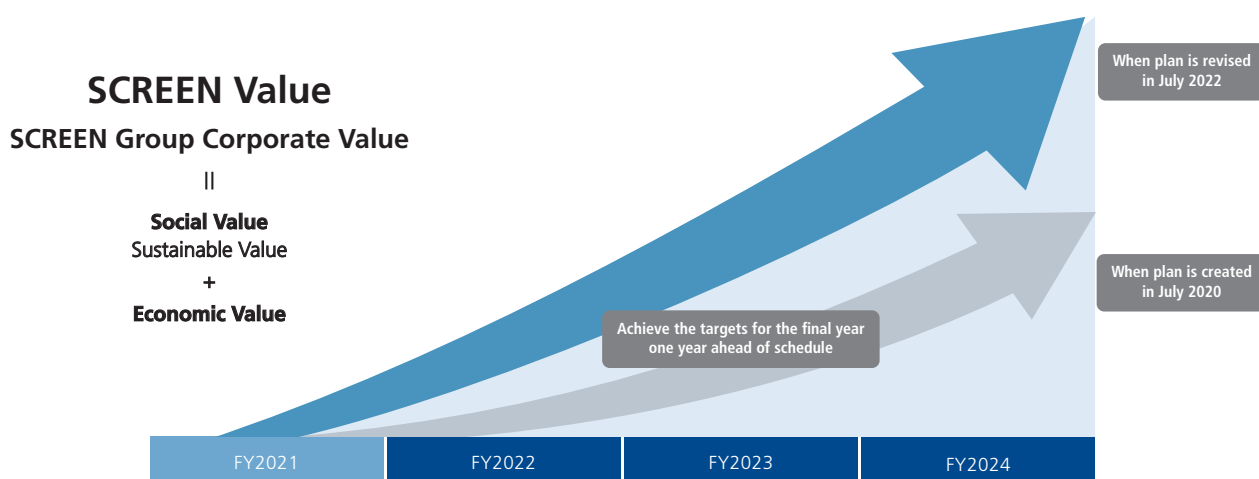 SCREEN Value
SCREEN Group Corporate Value
=
Social Value
Sustainable Value
+
Economic Value
When plan is revised
in July 2022
When plan is created
in July 2020
Achieve the targets for the final year
one year ahead of schedule
FY2021
FY2022
FY2023
FY2024